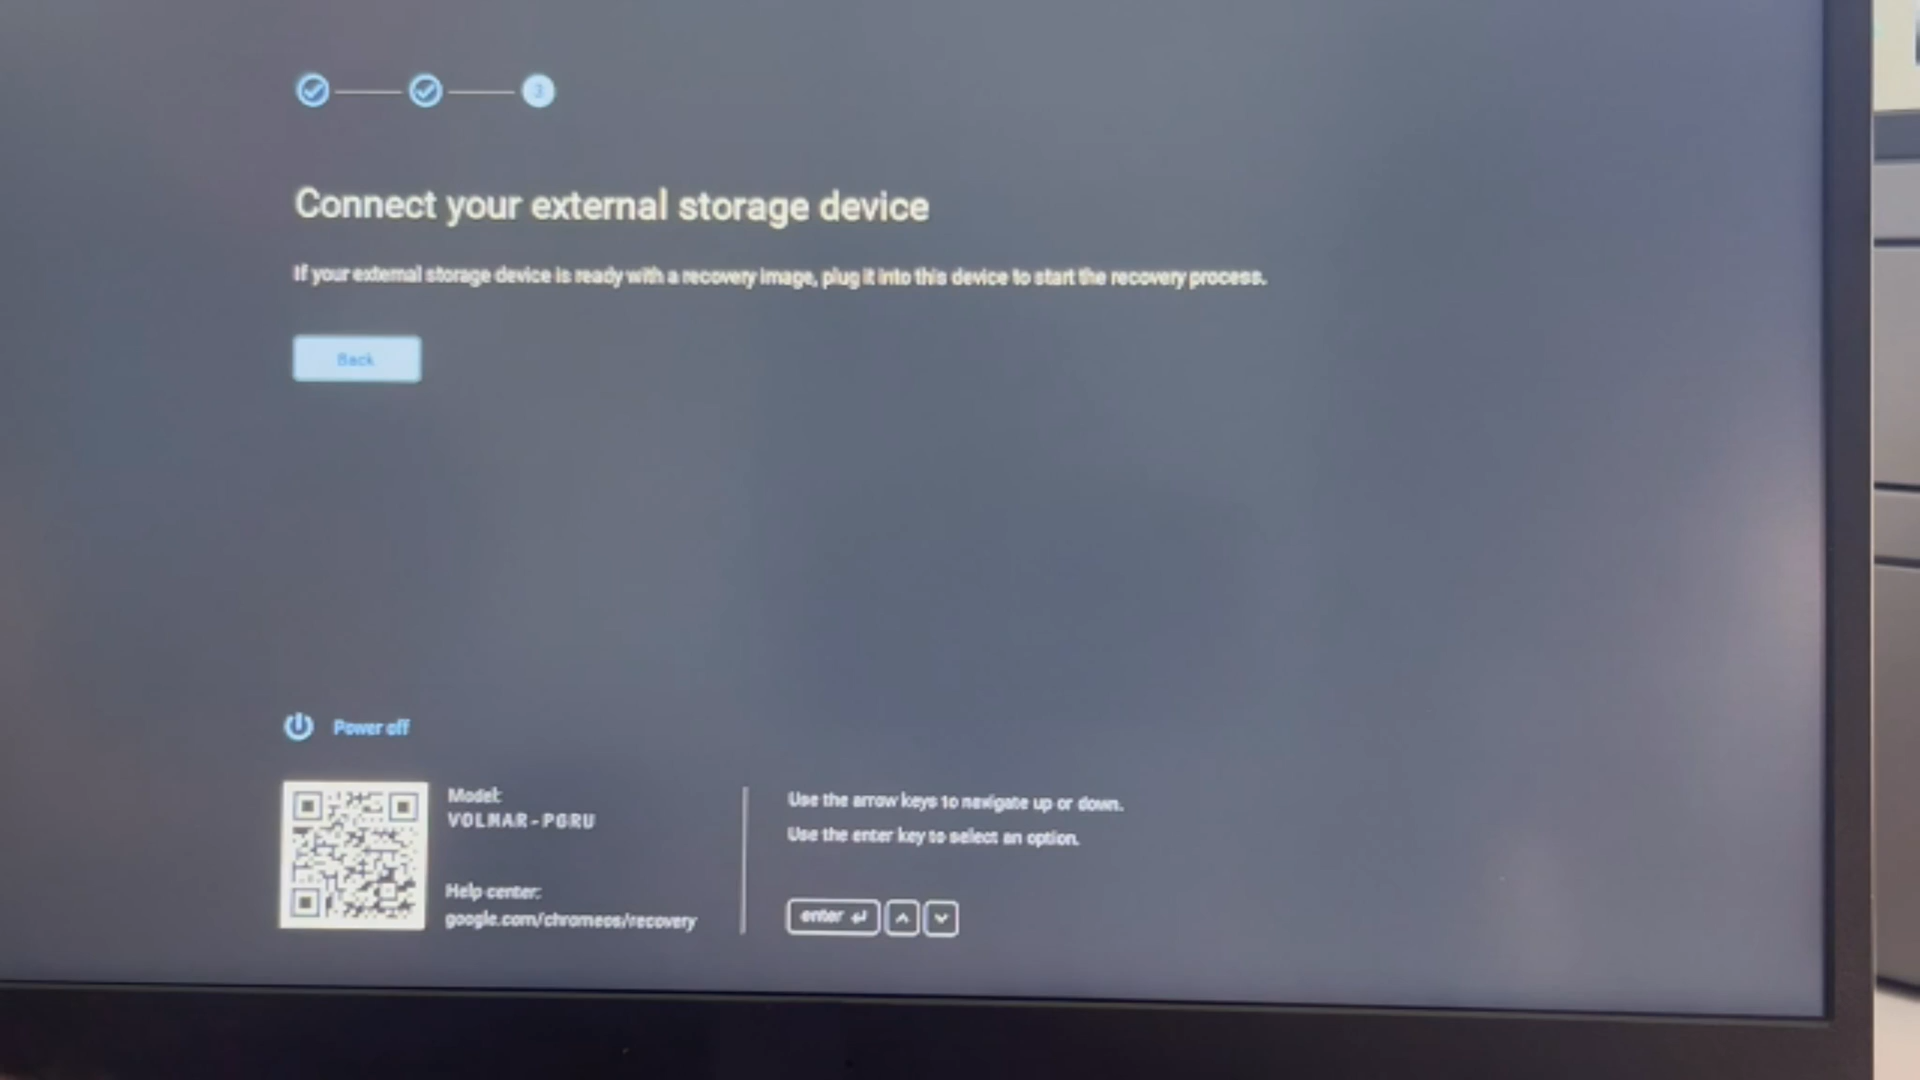 3
Connect your external storage device
If your external storage device is ready with a recovery image, plug it into this device to start the recovery process.
Back
Power off
Model:
VOLMAR-PGRU
Help center:
google.com/chromeos/recovery
Use the arrow keys to navigate up or down.
Use the enter key to select an option.
enter